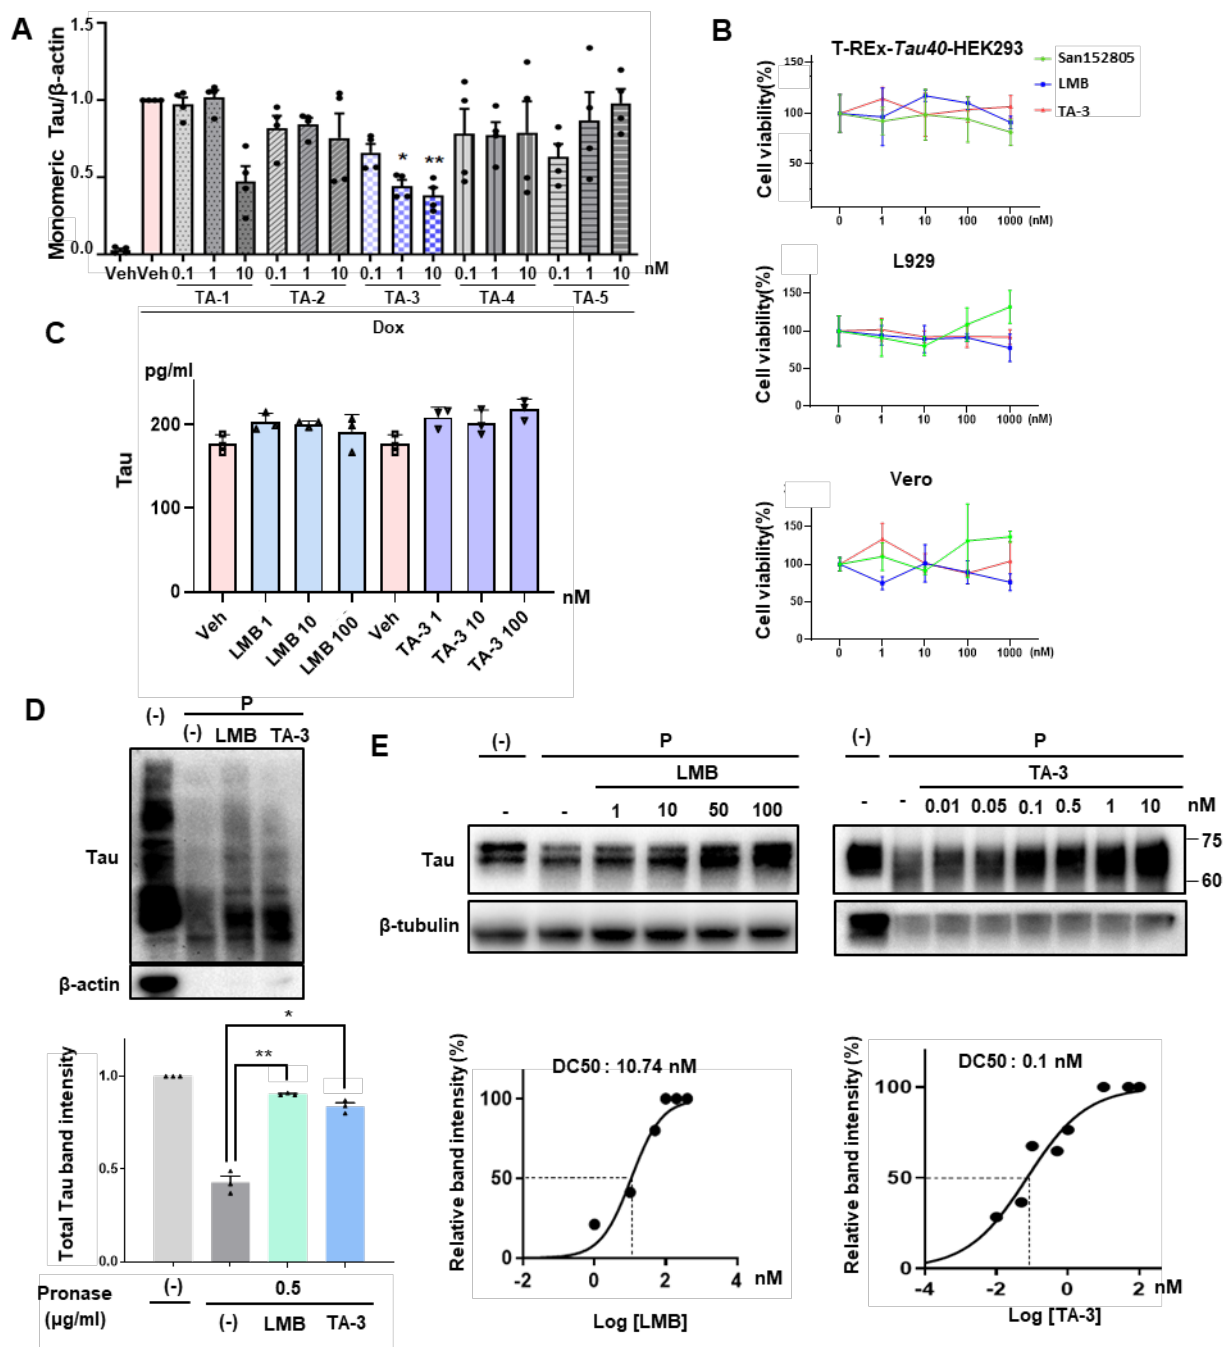 A
Monomeric Tau/β-actin
1.5
1.0
0.5
0.0
Veh Veh 0.1 1 10 0.1 1 10 0.1 1 10 0.1 1 10 0.1 1 10 nM
* **
TA-1 TA-2 TA-3 TA-4 TA-5
Dox
B
T-REx-Tau40-HEK293
San152805
LMB
TA-3
Cell viability(%)
150
100
50
0 1 10 100 1000 (nM)
L929
Cell viability(%)
150
100
50
0
0 1 10 100 1000 (nM)
Vero
Cell viability(%)
150
100
50
0
0 1 10 100 1000 (nM)
C
pg/ml
Tau
200
100
0
nM
Veh LMB 1 LMB 10 LMB 100 Veh TA-3 1 TA-3 10 TA-3 100
D
P
(-) (-) LMB TA-3
Tau
β-actin
Total Tau band intensity
1.0
0.5
0.0
*
**
Pronase (-) 0.5
(μg/ml) (-) LMB TA-3
E
(-) P
LMB
- - 1 10 50 100
Tau
β-tubulin
(-) P
TA-3
- - 0.01 0.05 0.1 0.5 1 10 nM
75
60
Relative band intensity (%)
DC50 : 10.74 nM
100
50
0
-2 0 2 4 nM
Log [LMB]
Relative band intensity (%)
DC50 : 0.1 nM
100
50
0
-4 -2 0 2 nM
Log [TA-3]